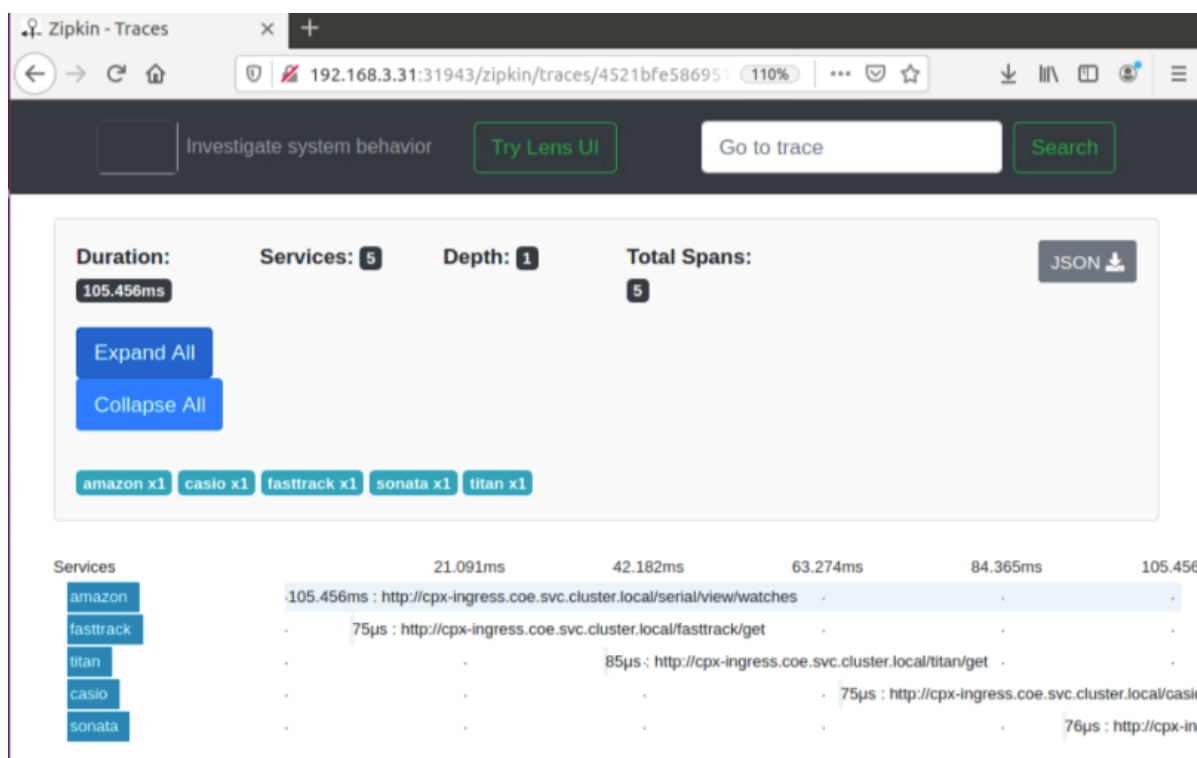 Zipkin - Traces
192.168.3.31:31943/zipkin/traces/4521bfe586951 110%
Investigate system behavior Try Lens UI Go to trace Search
Duration: Services: 5 Depth: 1 Total Spans:
105.456ms 5
JSON
Expand All
Collapse All
amazon x1 casio x1 fasttrack x1 sonata x1 titan x1
Services 21.091ms 42.182ms 63.274ms 84.365ms 105.456
amazon 105.456ms : http://cpx-ingress.coe.svc.cluster.local/serial/view/watches
fasttrack 75μs : http://cpx-ingress.coe.svc.cluster.local/fasttrack/get
titan 85μs : http://cpx-ingress.coe.svc.cluster.local/titan/get
casio 75μs : http://cpx-ingress.coe.svc.cluster.local/casi
sonata 76μs : http://cpx-in